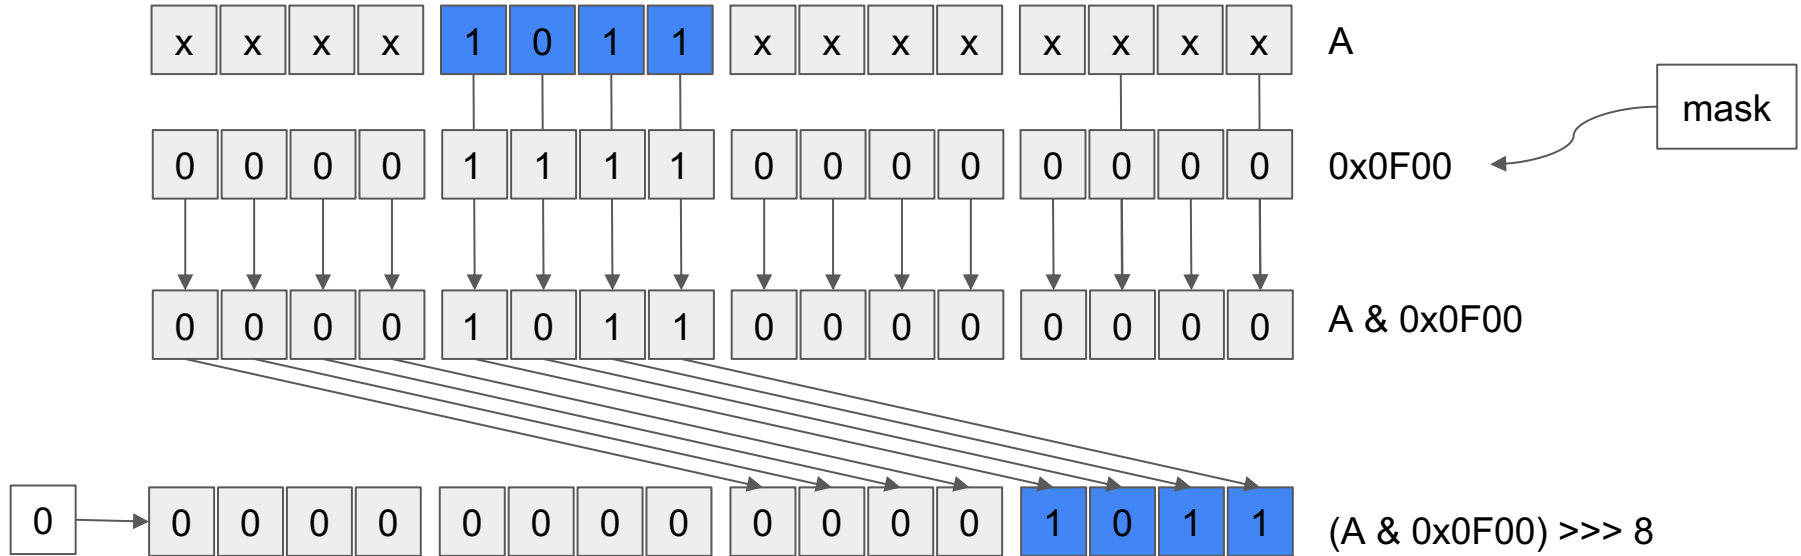 x x x x 1 0 1 1 x x x x x x x x A
mask
0 0 0 0 1 1 1 1 0 0 0 0 0 0 0 0 0x0F00
0 0 0 0 1 0 1 1 0 0 0 0 0 0 0 0 A & 0x0F00
0 0 0 0 0 0 0 0 0 0 0 0 0 1 0 1 1 (A & 0x0F00) >>> 8